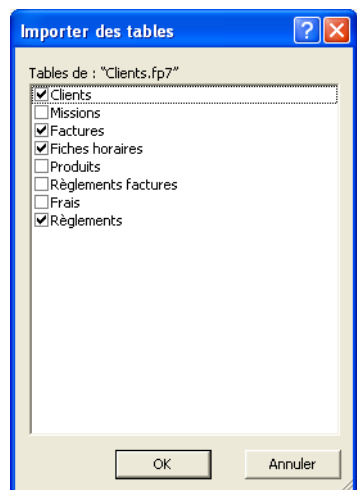 Importer des tables
Tables de : "Clients.fp7"
Clients
Missions
Factures
Fiches horaires
Produits
Règlements factures
Frais
Règlements
OK Annuler